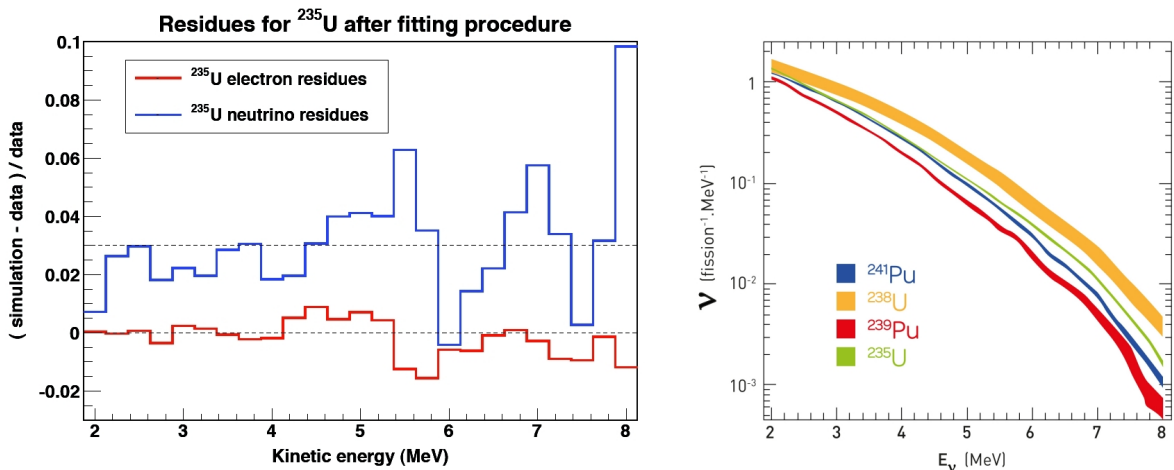 Residues for ²³⁵U after fitting procedure
( simulation - data ) / data
0.1
0.08
0.06
0.04
0.02
0
-0.02
²³⁵U electron residues
²³⁵U neutrino residues
2 3 4 5 6 7 8
Kinetic energy (MeV)
ν [fission⁻¹.MeV⁻¹]
1
10⁻¹
10⁻²
10⁻³
²⁴¹Pu
²³⁸U
²³⁹Pu
²³⁵U
2 3 4 5 6 7 8
Eᵥ [MeV]